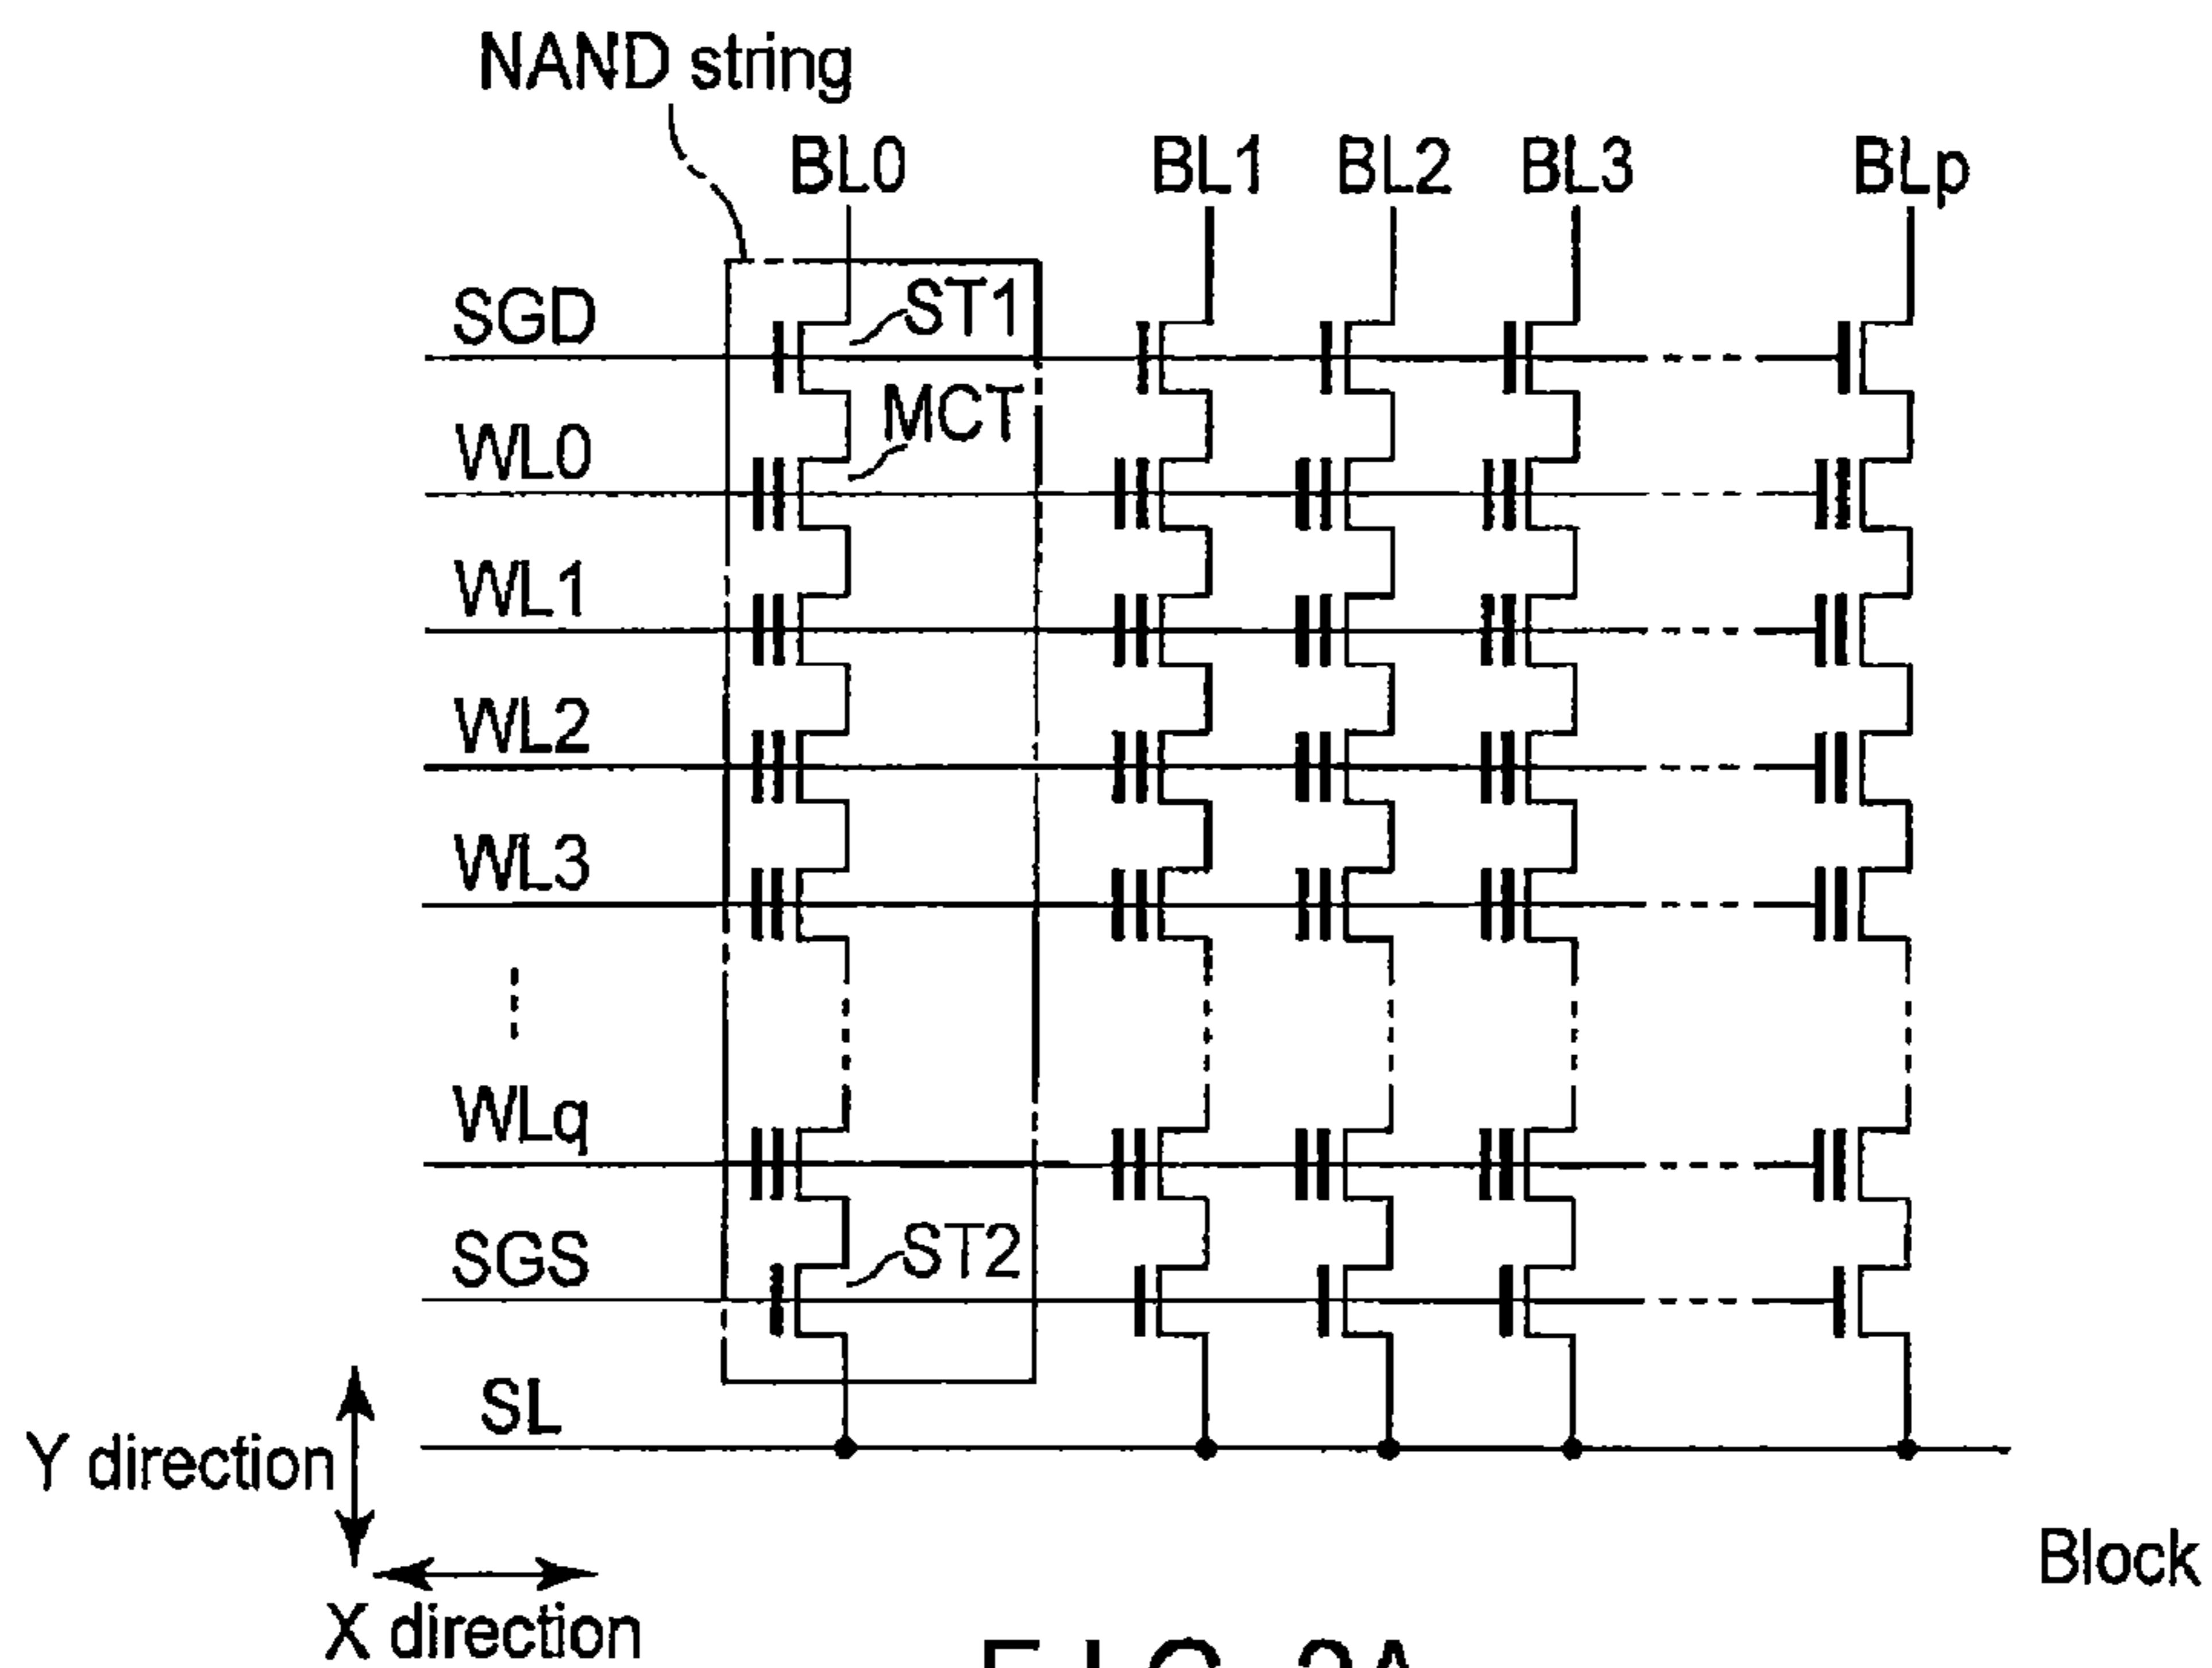 NAND string
BL0 BL1 BL2 BL3 BLp
SGD
ST1
MCT
WL0
WL1
WL2
WL3
WLq
SGS
ST2
SL
Y direction
X direction
Block